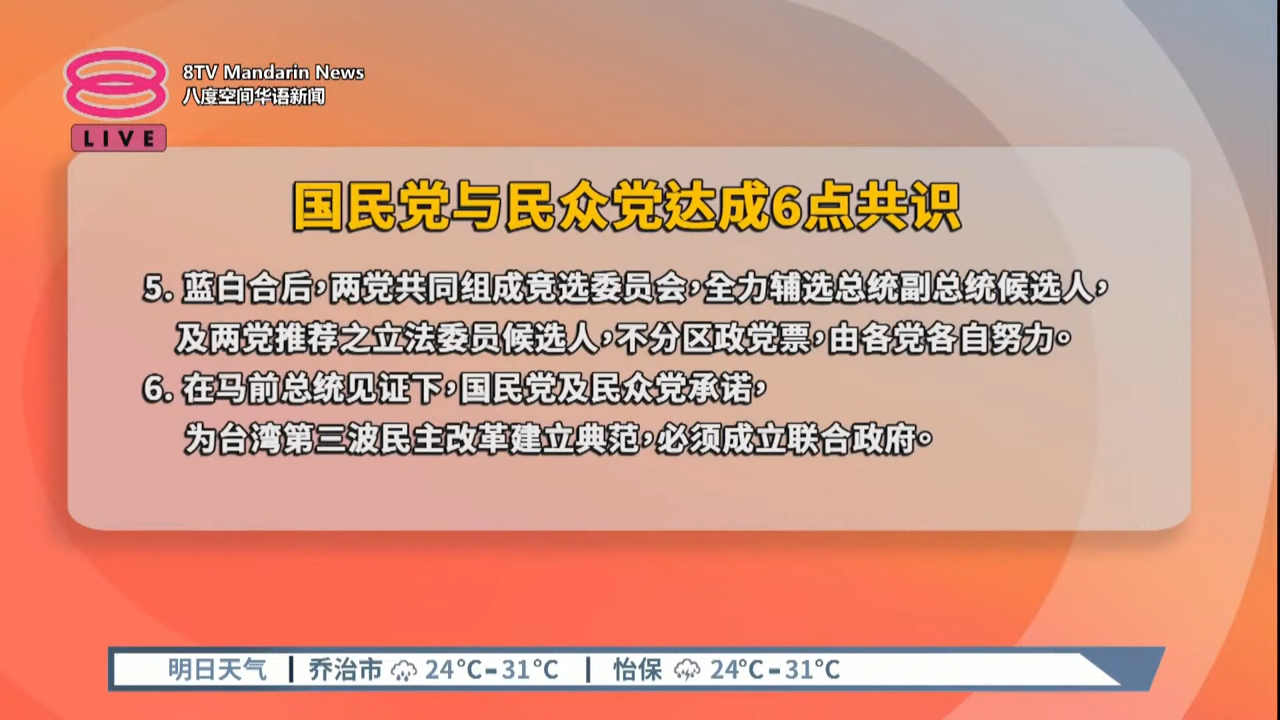 8TV Mandarin News
八度空间华语新闻
LIVE
国民党与民众党达成6点共识
5. 蓝白合后，两党共同组成竞选委员会，全力辅选总统副总统候选人，
及两党推荐之立法委员候选人，不分区政党票，由各党各自努力。
6. 在马前总统见证下，国民党及民众党承诺，
为台湾第三波民主改革建立典范，必须成立联合政府。
明日天气 | 乔治市 24°C-31°C | 怡保 24°C-31°C